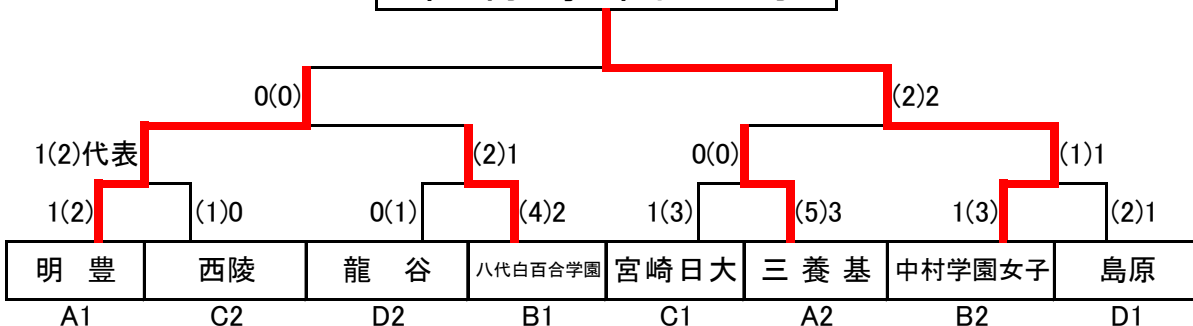 0(0) (2)2
1(2)代表 (2)1 0(0) (1)1
1(2) (1)0 0(1) (4)2 1(3) (5)3 1(3) (2)1
明 豊 西陵 龍 谷 八代白百合学園 宮崎日大 三養基 中村学園女子 島原
A1 C2 D2 B1 C1 A2 B2 D1